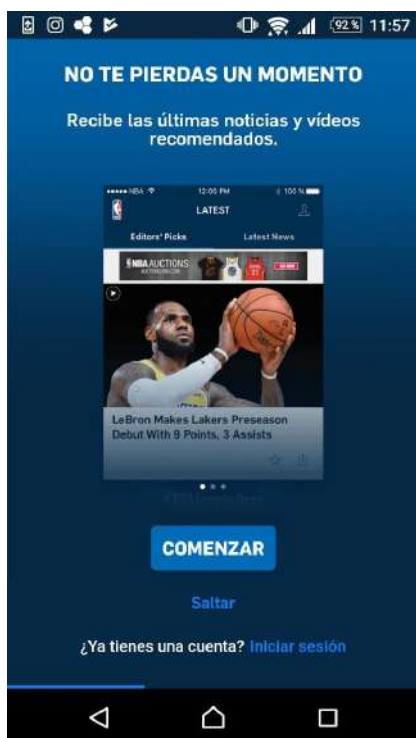 92 % 11:57
NO TE PIERDAS UN MOMENTO
Recibe las últimas noticias y vídeos
recomendados.
NBA 12:00 PM 100 %
LATEST
Editors' Picks Latest News
NBA AUCTIONS
LeBron Makes Lakers Preseason
Debut With 9 Points, 3 Assists
COMENZAR
Saltar
¿Ya tienes una cuenta? Iniciar sesión